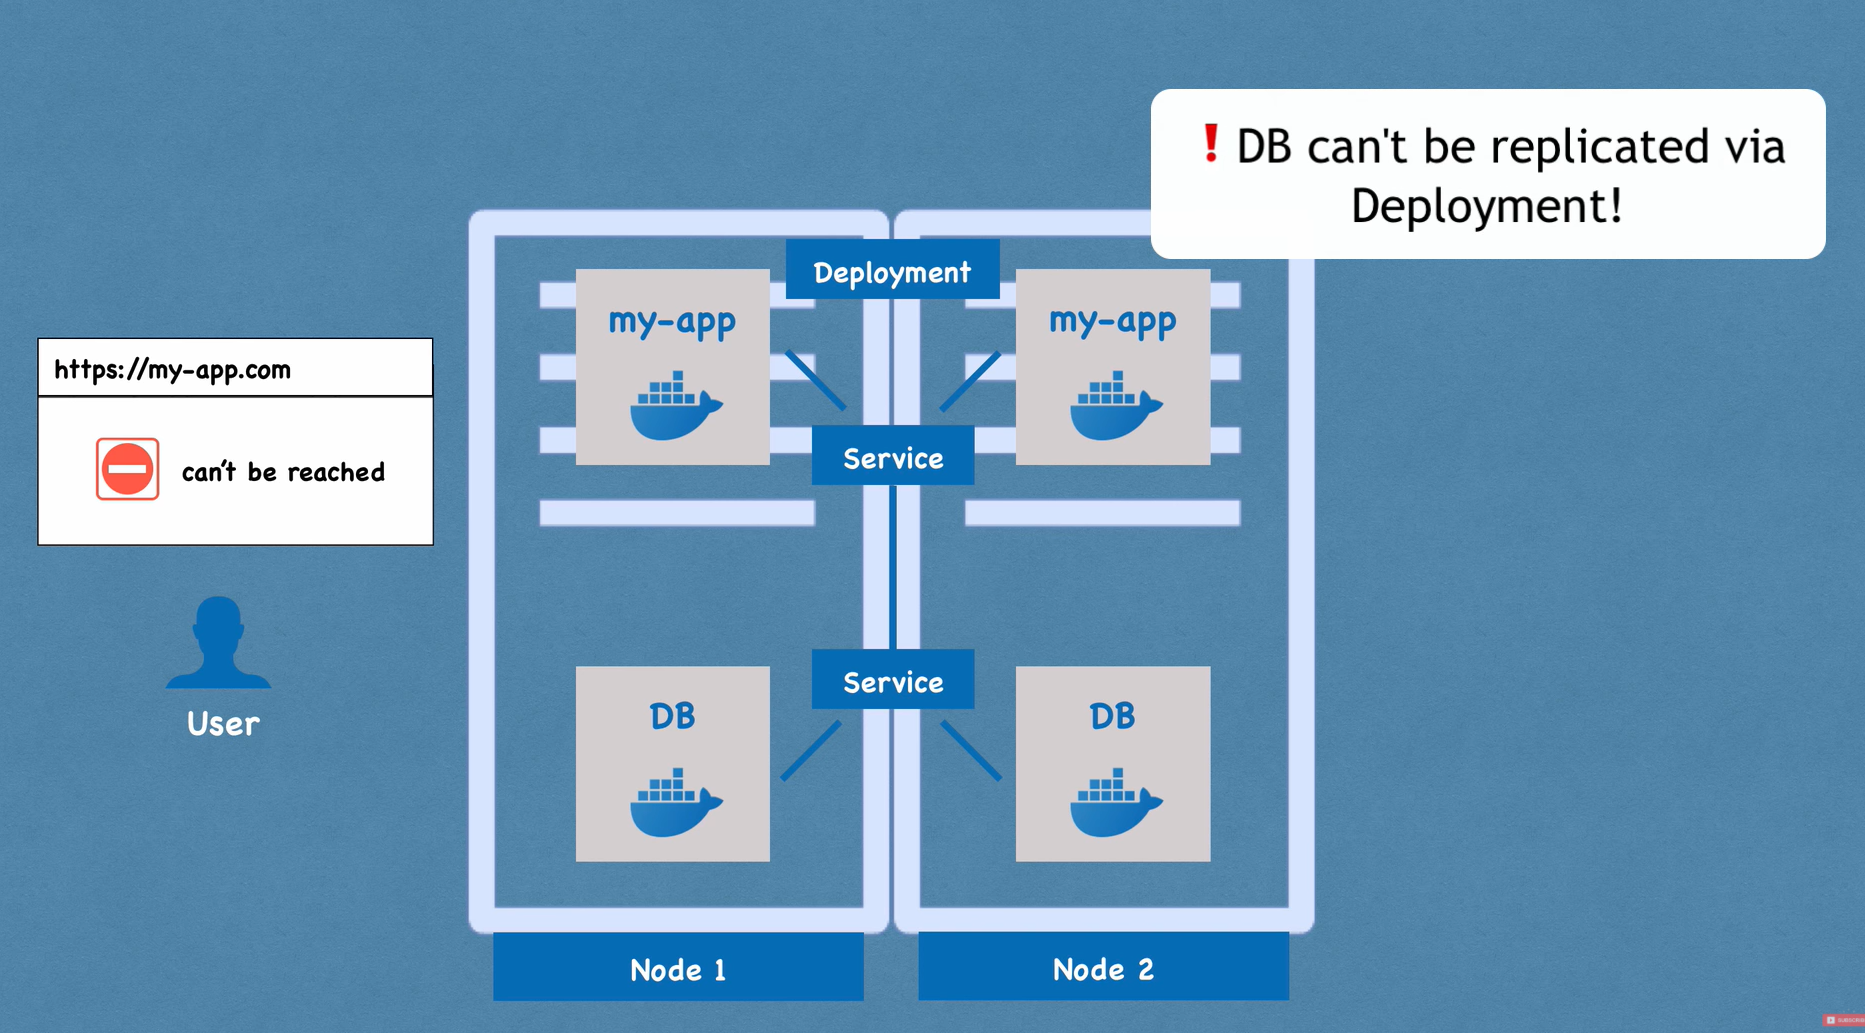 ❗DB can't be replicated via
Deployment!
Deployment
my-app
my-app
https://my-app.com
can't be reached
Service
Service
User
DB
DB
Node 1
Node 2
SUBSCRIBE